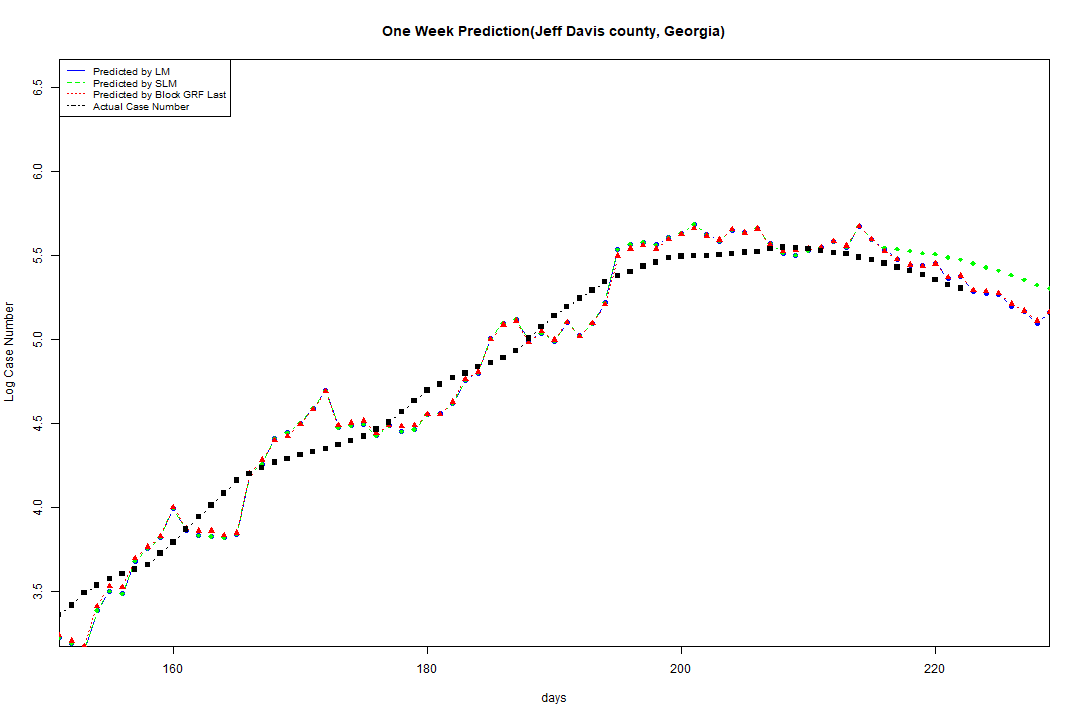 One Week Prediction(Jeff Davis county, Georgia)
Predicted by LM
Predicted by SLM
Predicted by Block GRF Last
Actual Case Number
6.5
6.0
5.5
5.0
4.5
4.0
3.5
Log Case Number
160 180 200 220
days